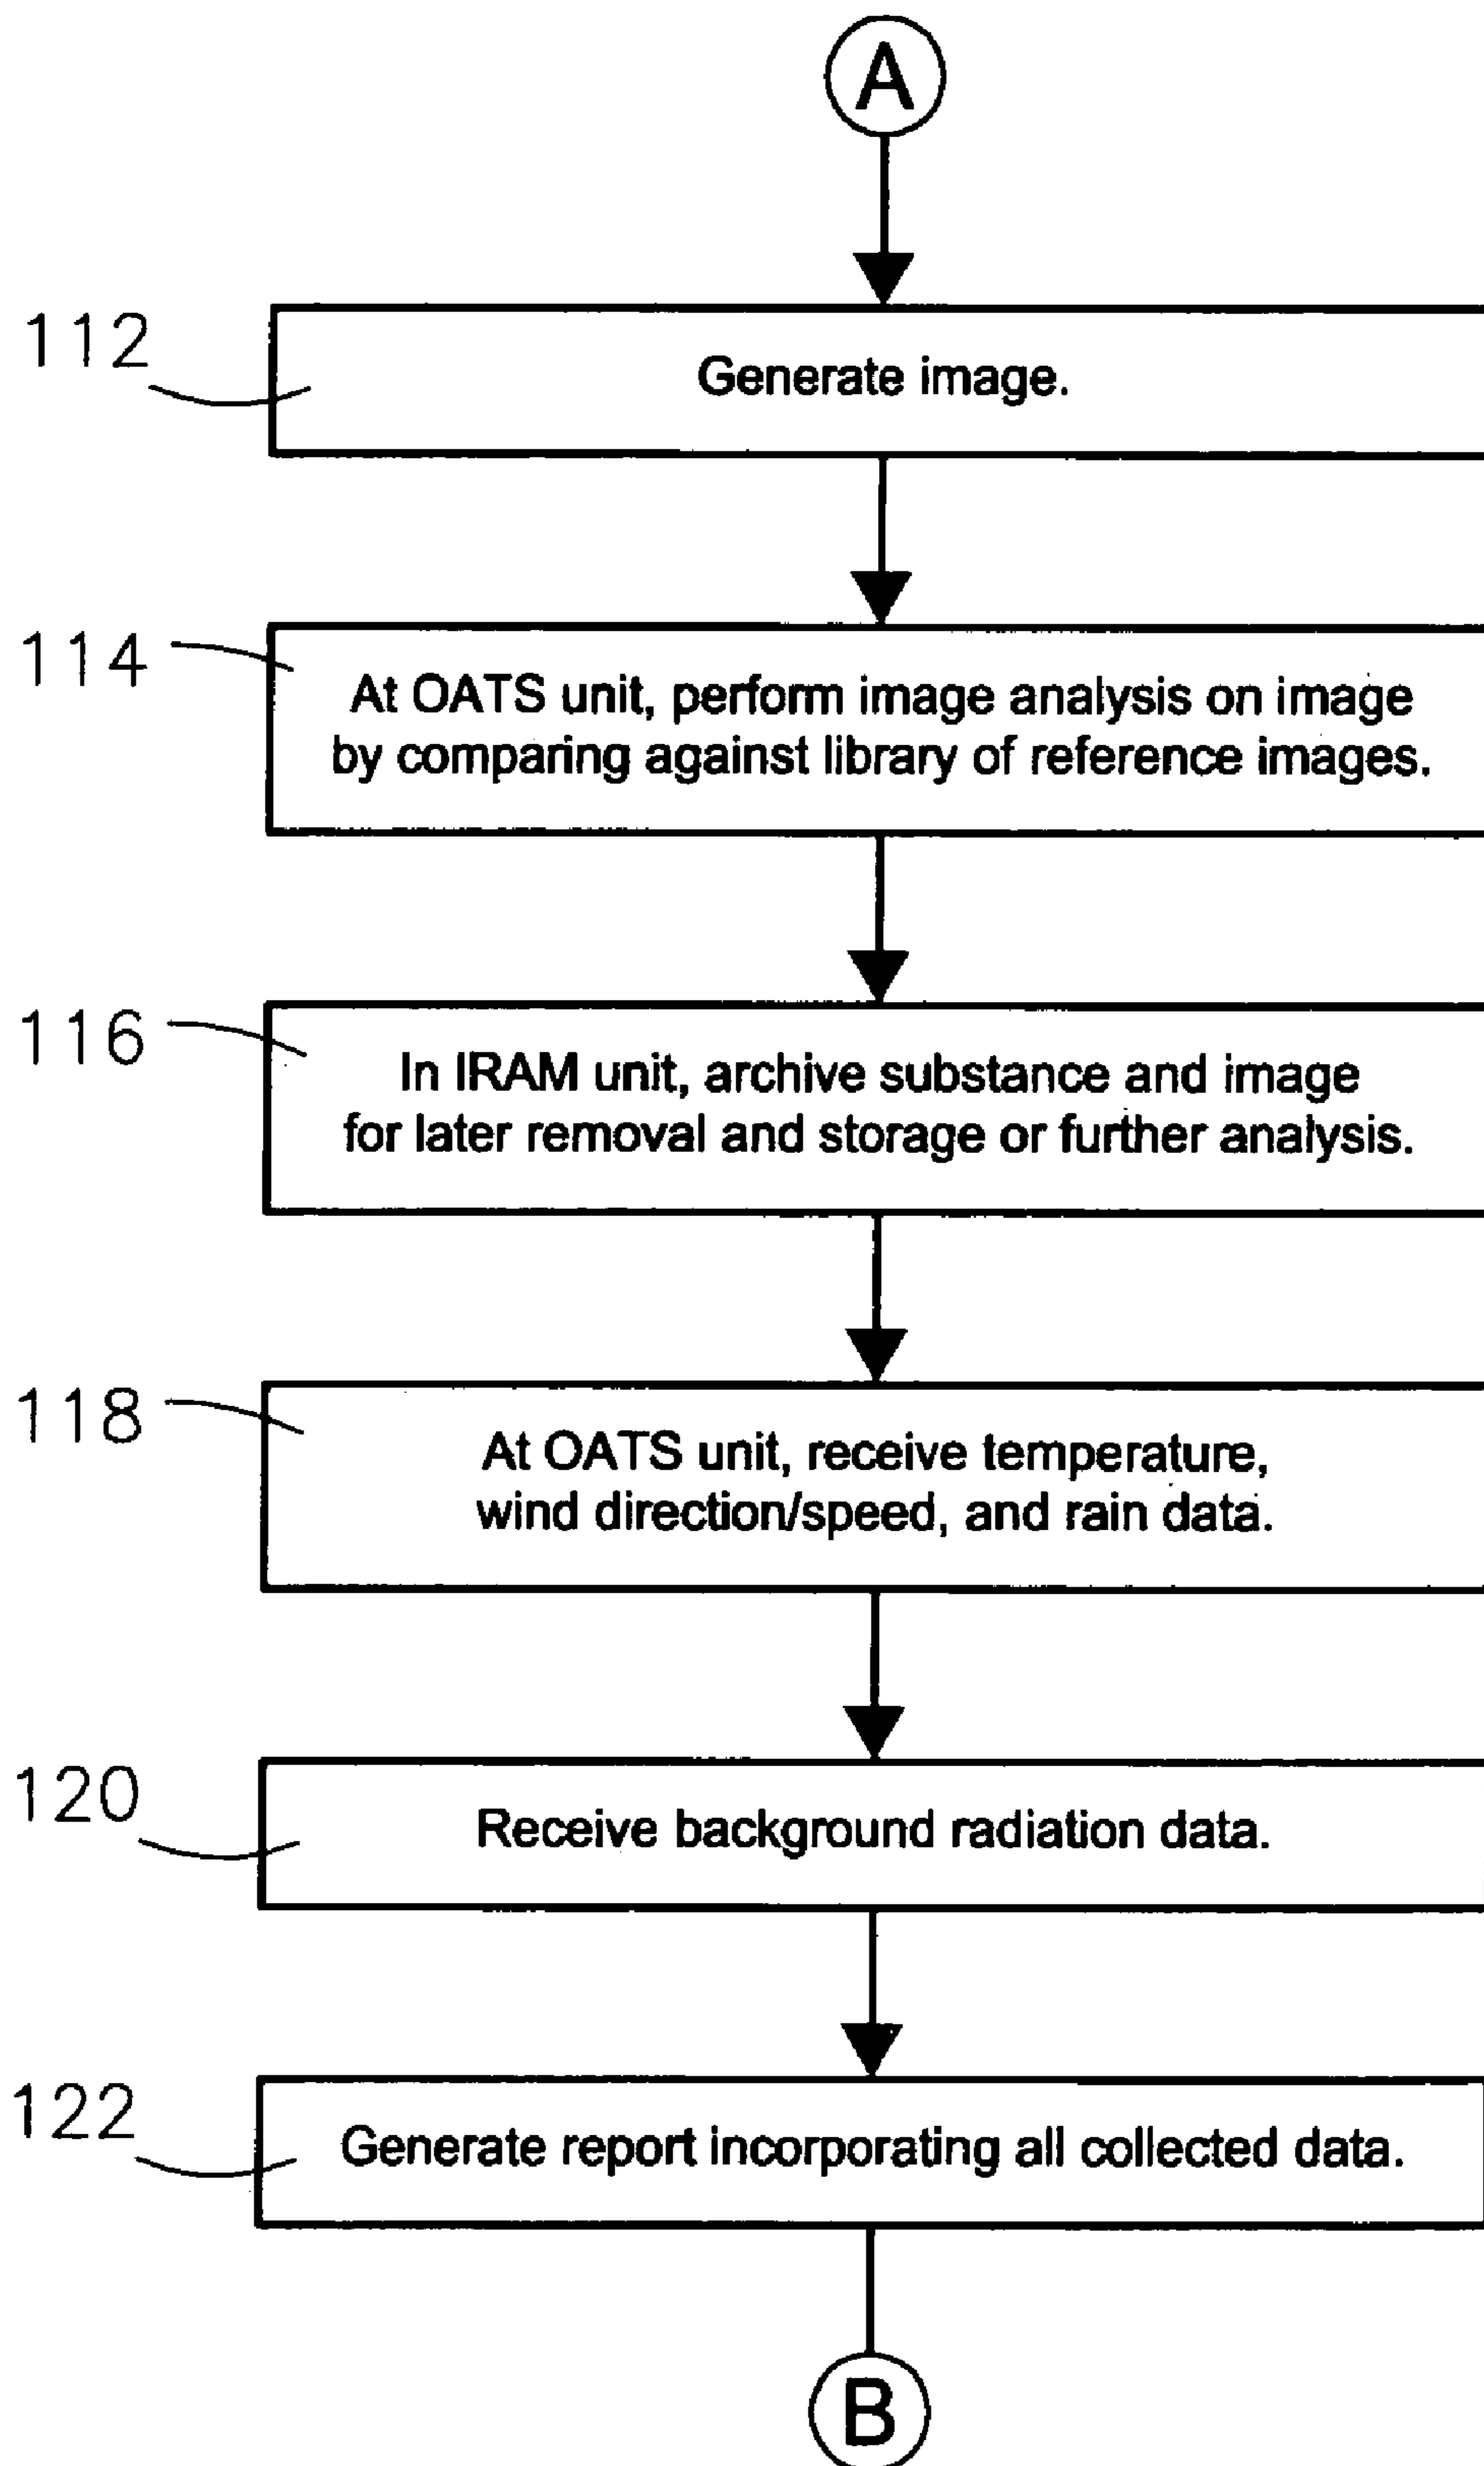 A
112
Generate image.
114
At OATS unit, perform image analysis on image
by comparing against library of reference images.
116
In IRAM unit, archive substance and image
for later removal and storage or further analysis.
118
At OATS unit, receive temperature,
wind direction/speed, and rain data.
120
Receive background radiation data.
122
Generate report incorporating all collected data.
B